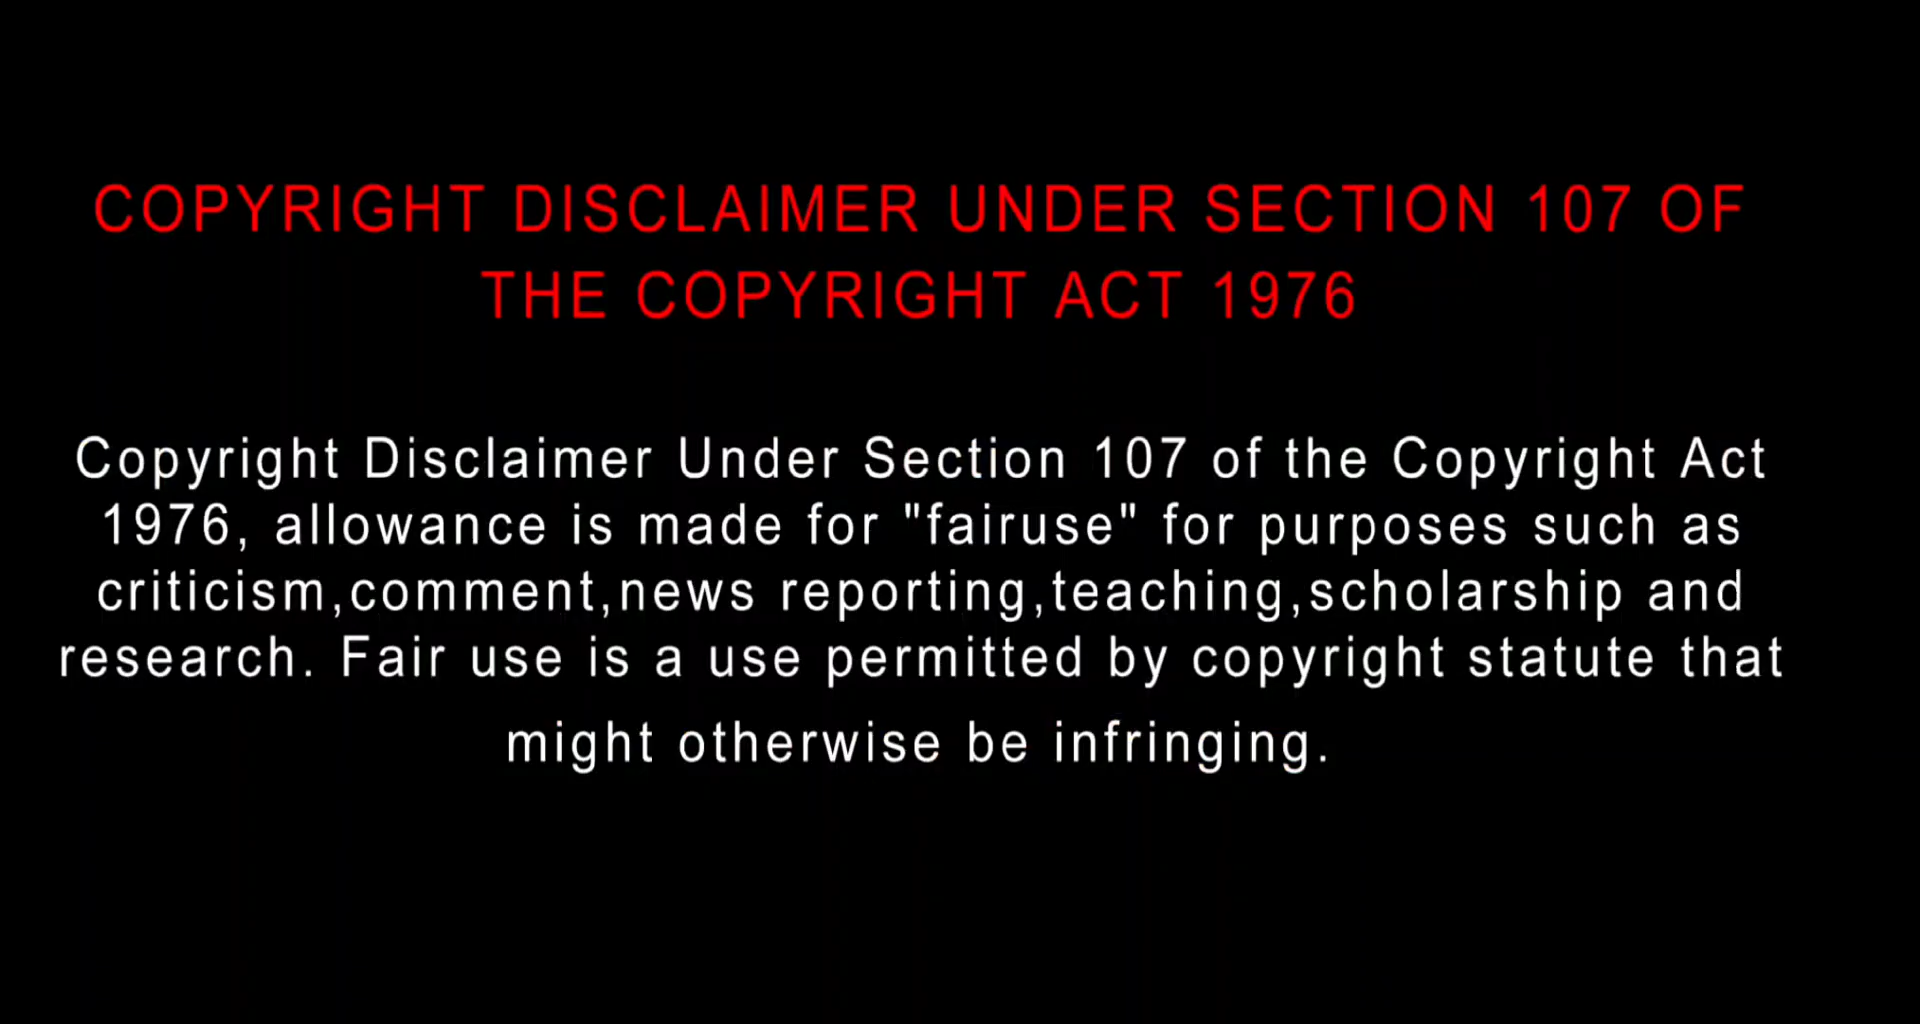 COPYRIGHT DISCLAIMER UNDER SECTION 107 OF
THE COPYRIGHT ACT 1976
Copyright Disclaimer Under Section 107 of the Copyright Act
1976, allowance is made for "fairuse" for purposes such as
criticism,comment,news reporting,teaching,scholarship and
research. Fair use is a use permitted by copyright statute that
might otherwise be infringing.